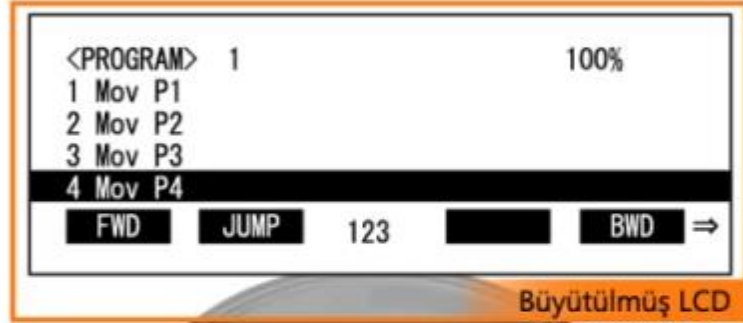 <PROGRAM> 1 100%
1 Mov P1
2 Mov P2
3 Mov P3
4 Mov P4
FWD JUMP 123 BWD ⇒
Büyütülmüş LCD